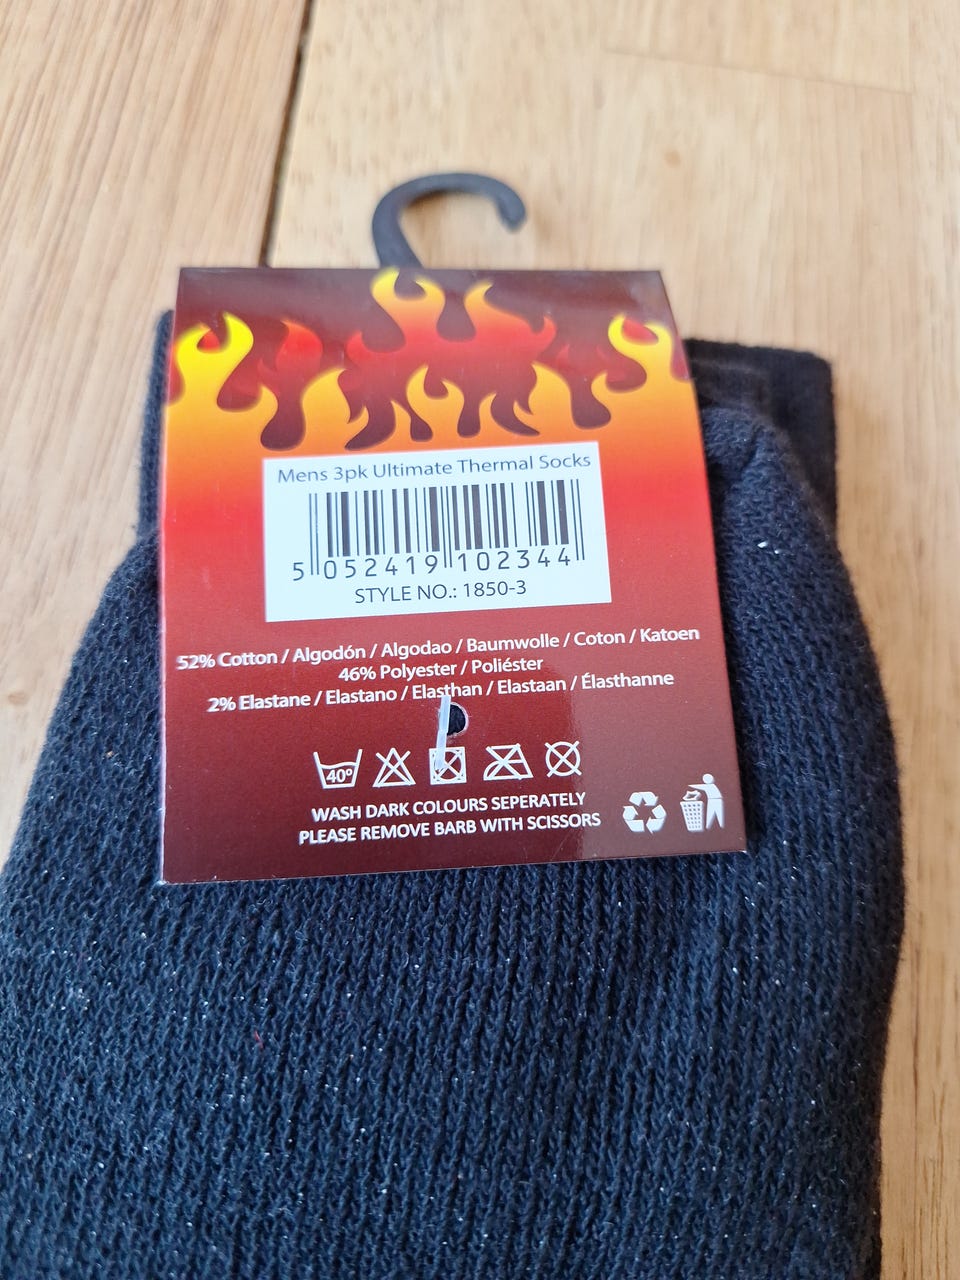 Mens 3pk Ultimate Thermal Socks
5 052419 102344
STYLE NO.: 1850-3
52% Cotton / Algodón / Algodao / Baumwolle / Coton / Katoen
46% Polyester / Poliéster
2% Elastane / Elastano / Elasthan / Elastaan / Élasthanne
40º
WASH DARK COLOURS SEPERATELY
PLEASE REMOVE BARB WITH SCISSORS